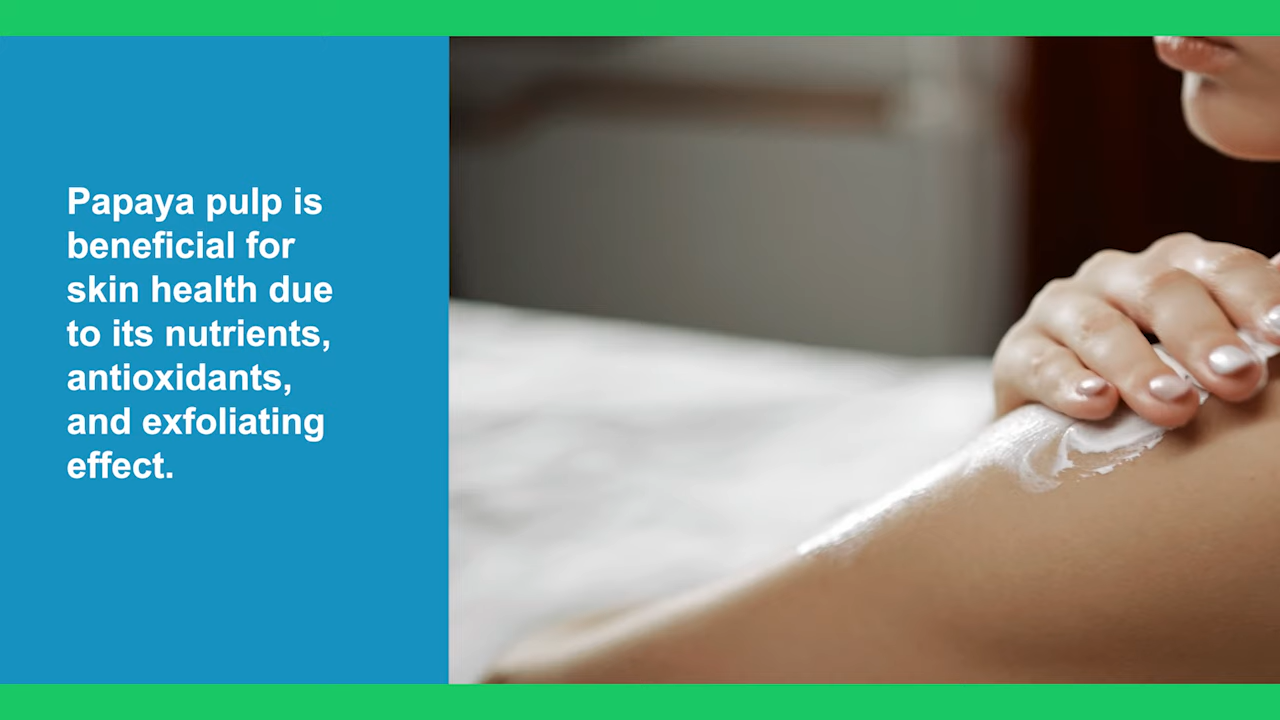 Papaya pulp is
beneficial for
skin health due
to its nutrients,
antioxidants,
and exfoliating
effect.